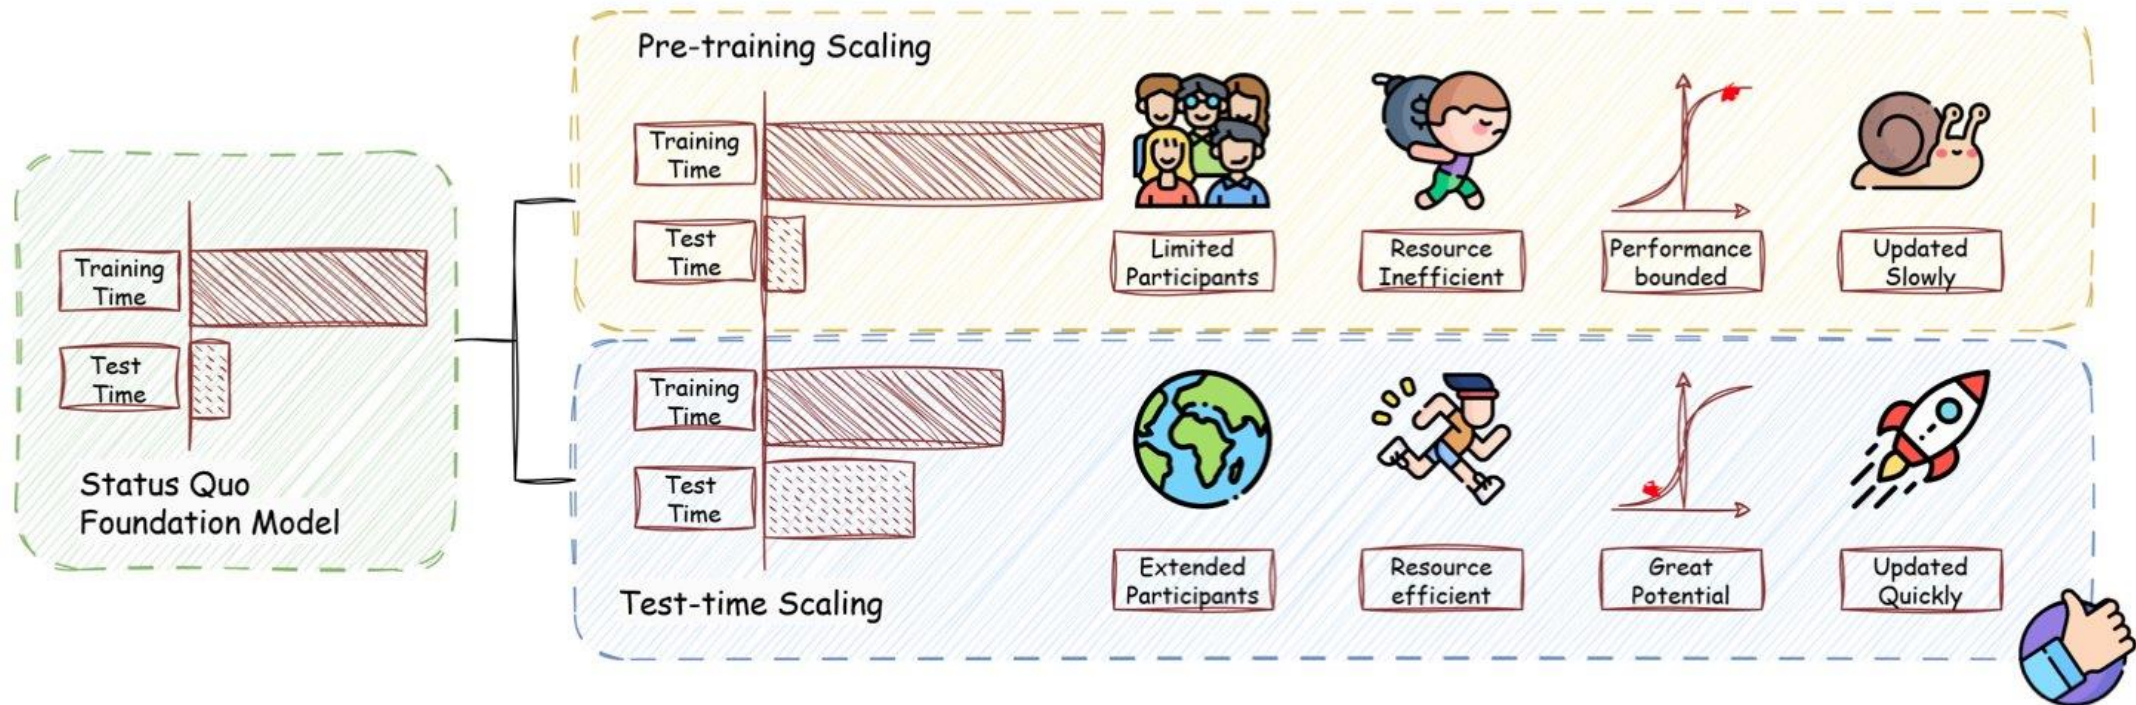 Training
Time
Test
Time
Status Quo
Foundation Model
Pre-training Scaling
Training
Time
Test
Time
$
Limited
Participants
Resource
Inefficient
Performance
bounded
Updated
Slowly
Training
Time
Test
Time
Test-time Scaling
Extended
Participants
Resource
efficient
Great
Potential
Updated
Quickly